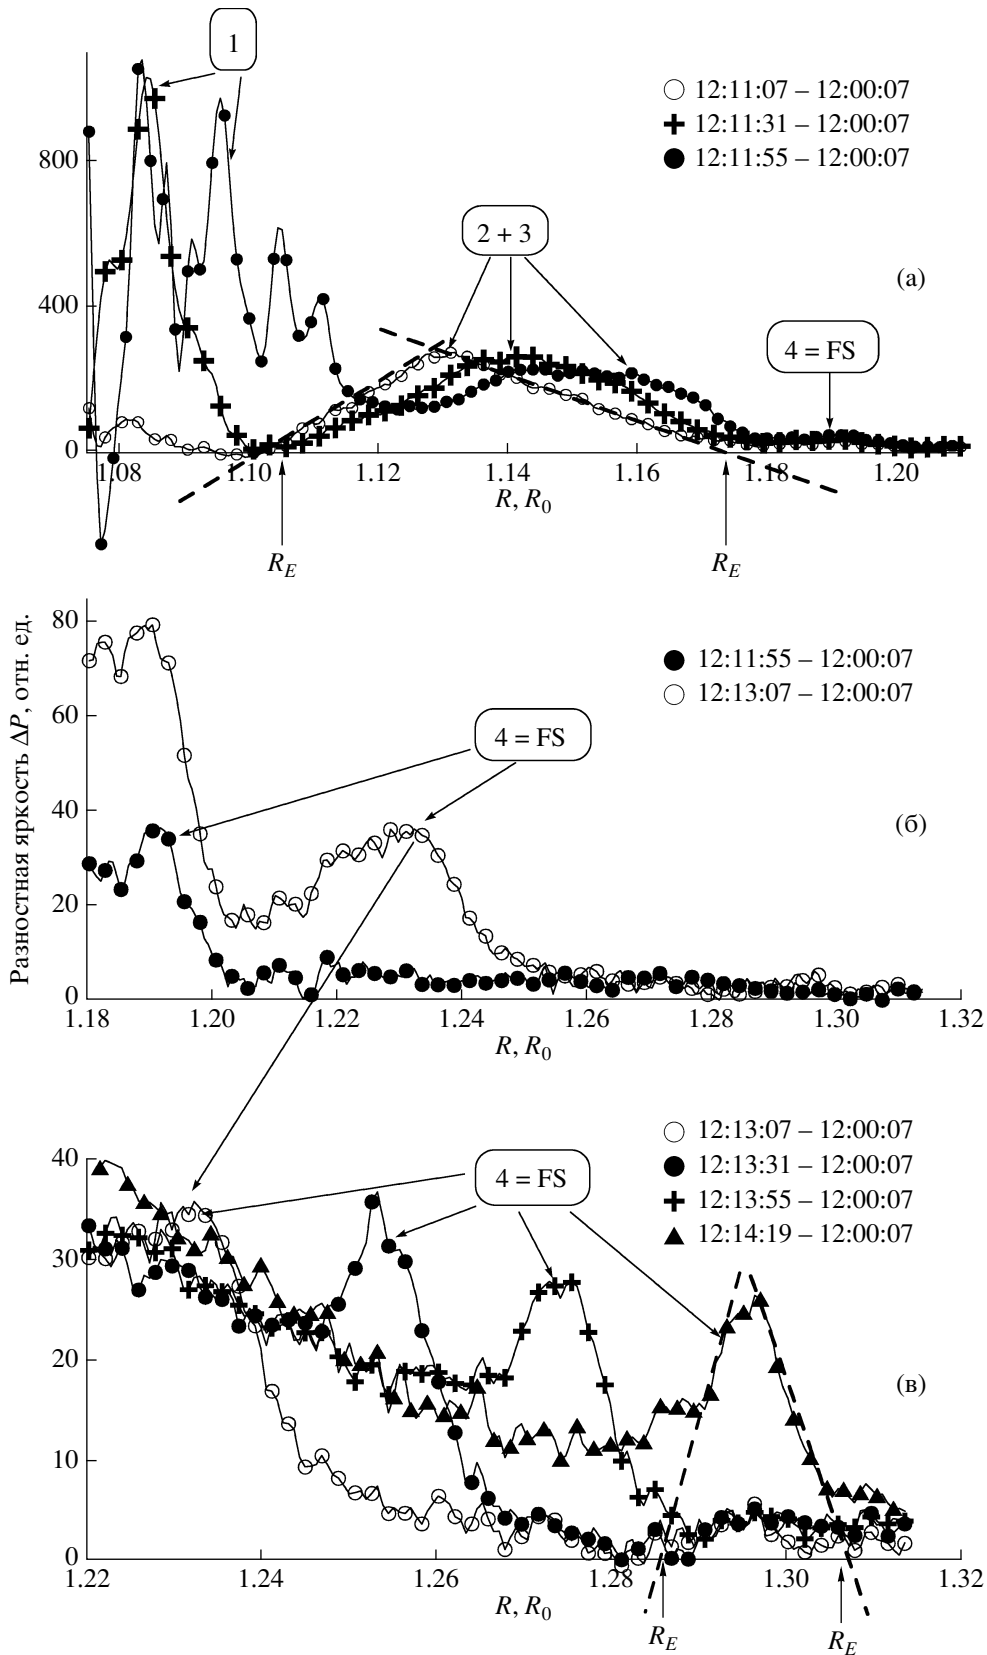 1
12:11:07 – 12:00:07
12:11:31 – 12:00:07
12:11:55 – 12:00:07
800
2 + 3
(а)
400
4 = FS
0
1.08 1.10 1.12 1.14 1.16 1.18 1.20
R, R0
RE RE
Разностная яркость ΔP, отн. ед.
80
12:11:55 – 12:00:07
12:13:07 – 12:00:07
60
4 = FS
40
(б)
20
0
1.18 1.20 1.22 1.24 1.26 1.28 1.30 1.32
R, R0
12:13:07 – 12:00:07
12:13:31 – 12:00:07
12:13:55 – 12:00:07
12:14:19 – 12:00:07
40
4 = FS
30
20
(в)
10
0
1.22 1.24 1.26 1.28 1.30 1.32
R, R0
RE RE